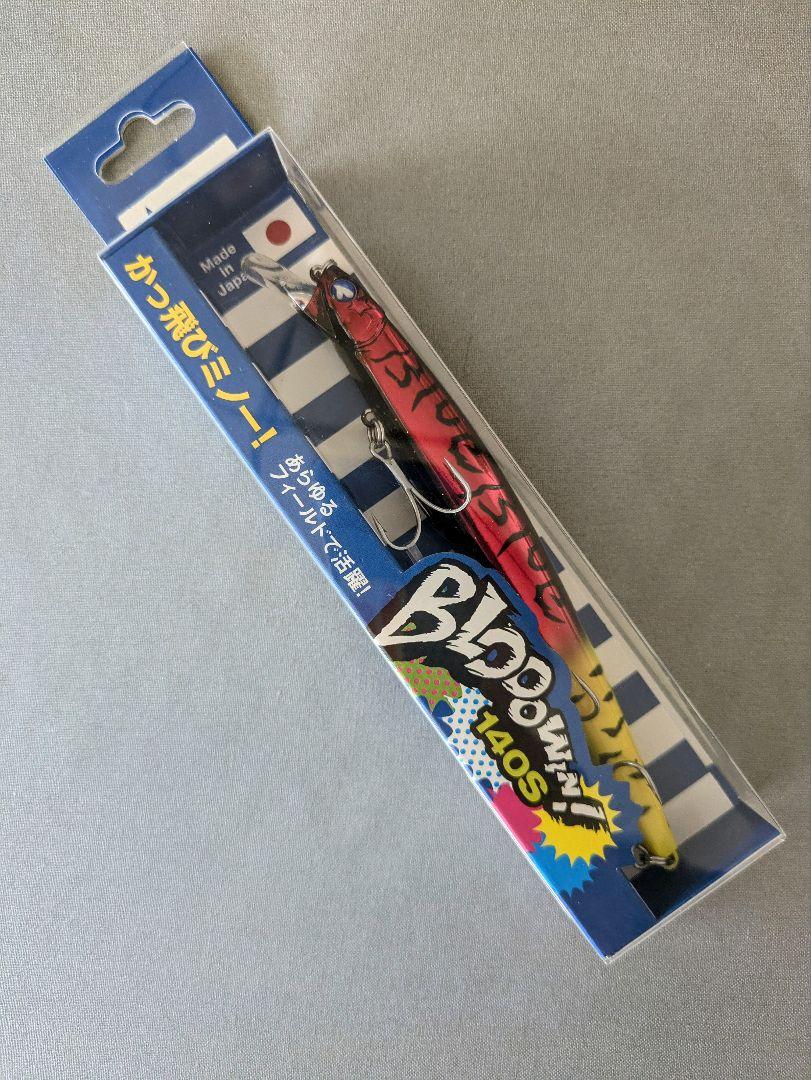 Made
in
Japan
かっ飛びミノー!
あらゆる
フィールドで活躍!
BLooowin!
140S